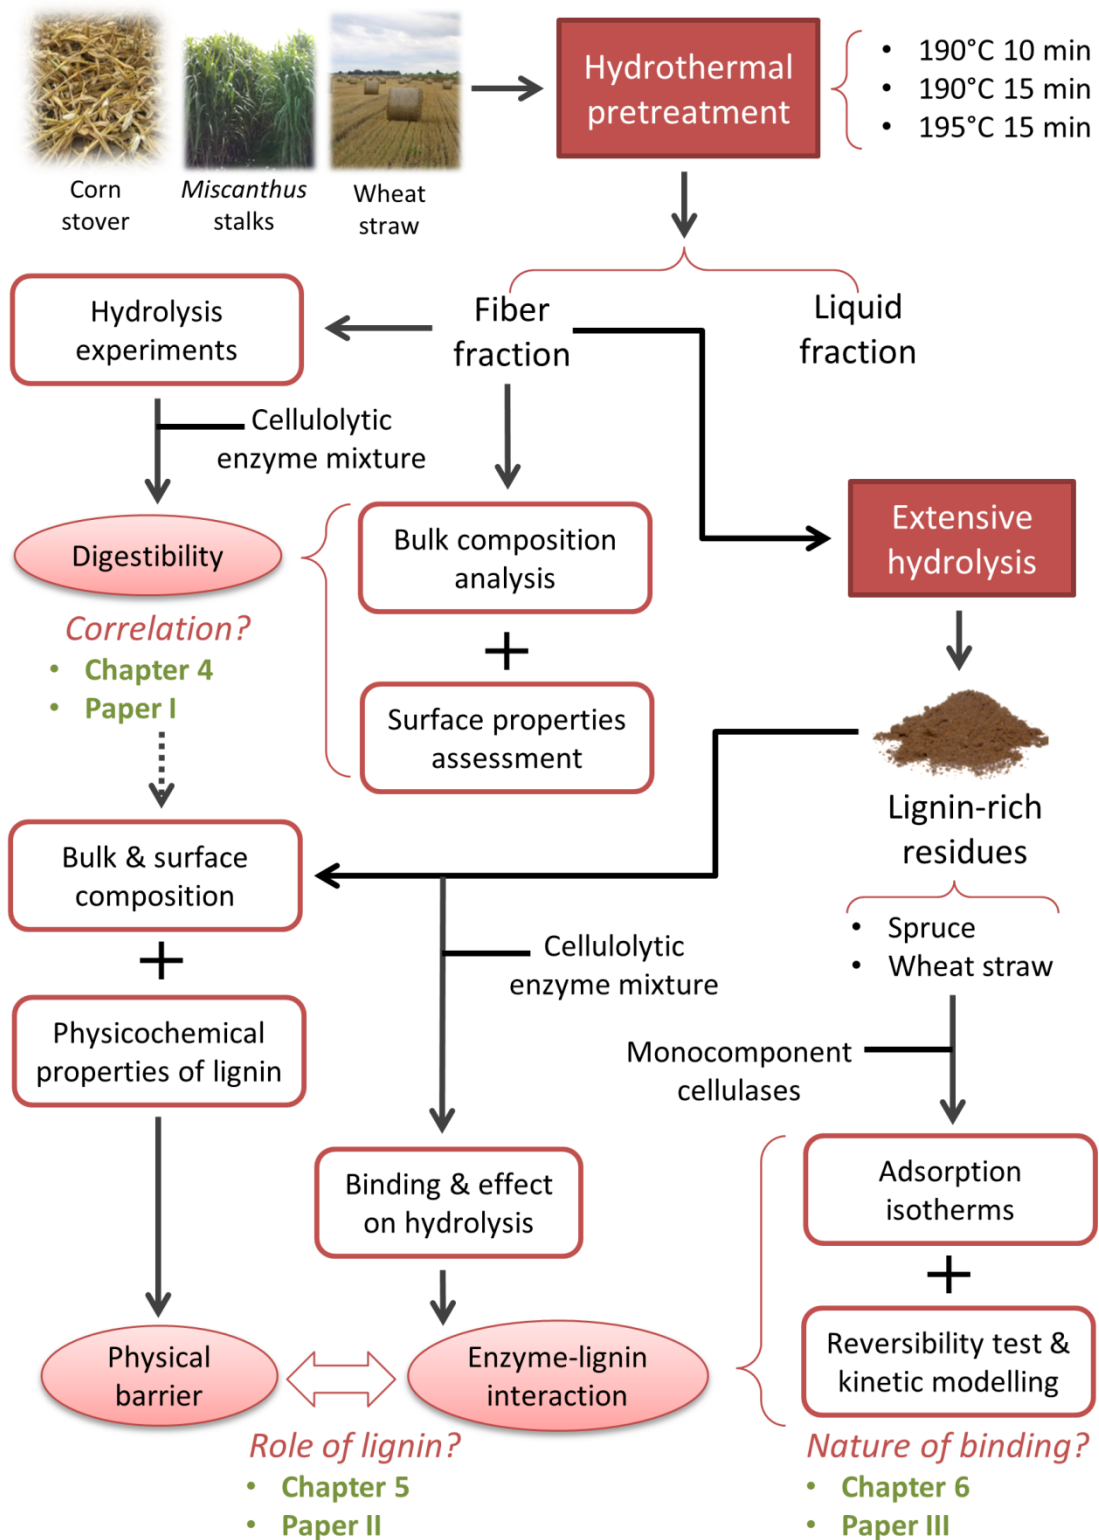 Hydrothermal
pretreatment
• 190°C 10 min
• 190°C 15 min
• 195°C 15 min
Corn
stover
Miscanthus
stalks
Wheat
straw
Hydrolysis
experiments
Fiber
fraction
Liquid
fraction
Cellulolytic
enzyme mixture
Digestibility
Bulk composition
analysis
+
Surface properties
assessment
Extensive
hydrolysis
Correlation?
• Chapter 4
• Paper I
Lignin-rich
residues
• Spruce
• Wheat straw
Bulk & surface
composition
+
Physicochemical
properties of lignin
Cellulolytic
enzyme mixture
Monocomponent
cellulases
Binding & effect
on hydrolysis
Adsorption
isotherms
+
Reversibility test &
kinetic modelling
Physical
barrier
Enzyme-lignin
interaction
Role of lignin?
• Chapter 5
• Paper II
Nature of binding?
• Chapter 6
• Paper III